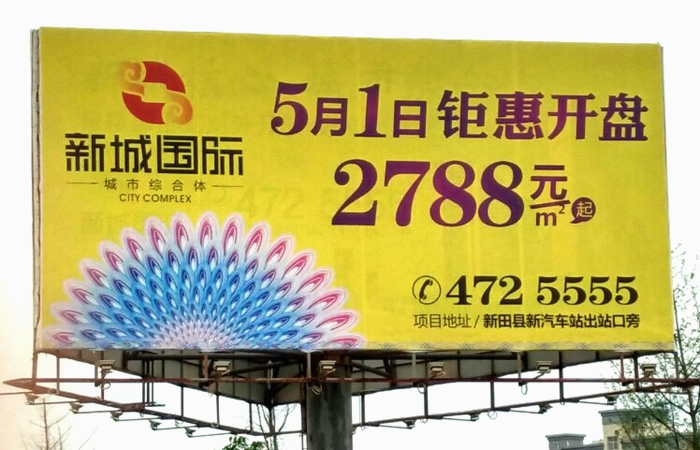 新城国际
城市综合体
CITY COMPLEX
5月1日钜惠开盘
2788元/m²起
472 5555
项目地址/新田县新汽车站出站口旁